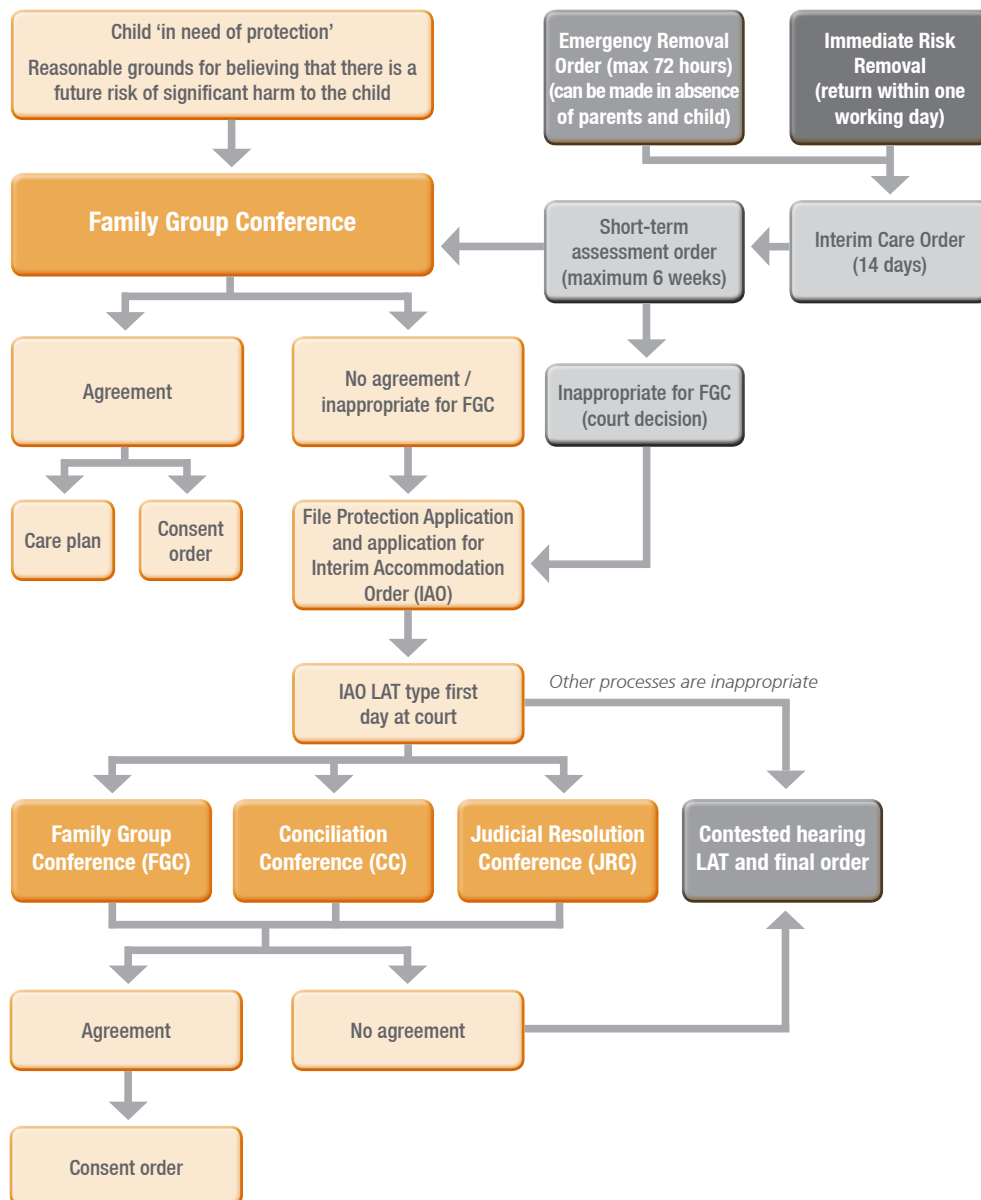 Child ‘in need of protection’
Reasonable grounds for believing that there is a
future risk of significant harm to the child
Emergency Removal
Order (max 72 hours)
(can be made in absence
of parents and child)
Immediate Risk
Removal
(return within one
working day)
Family Group Conference
Short-term
assessment order
(maximum 6 weeks)
Interim Care Order
(14 days)
Agreement
No agreement /
inappropriate for FGC
Inappropriate for FGC
(court decision)
Care plan
Consent
order
File Protection Application
and application for
Interim Accommodation
Order (IAO)
IAO LAT type first
day at court
Other processes are inappropriate
Family Group
Conference (FGC)
Conciliation
Conference (CC)
Judicial Resolution
Conference (JRC)
Contested hearing
LAT and final order
Agreement
No agreement
Consent order